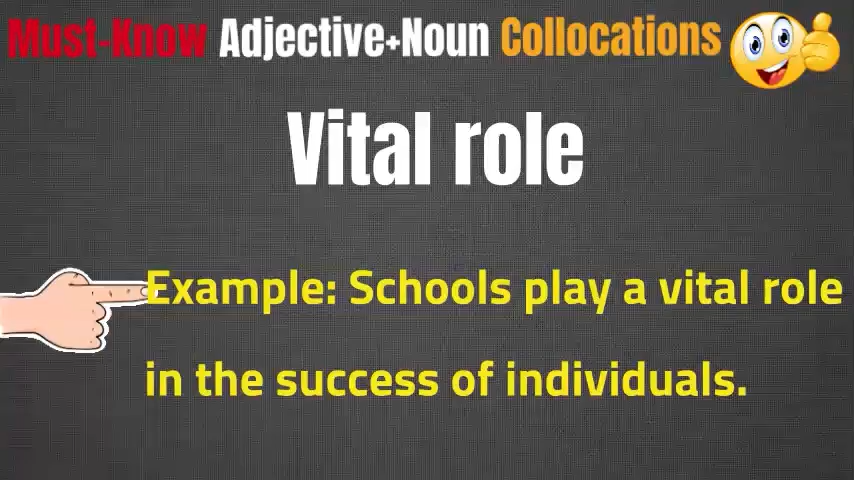 Must-Know Adjective+Noun Collocations
Vital role
Example: Schools play a vital role
in the success of individuals.